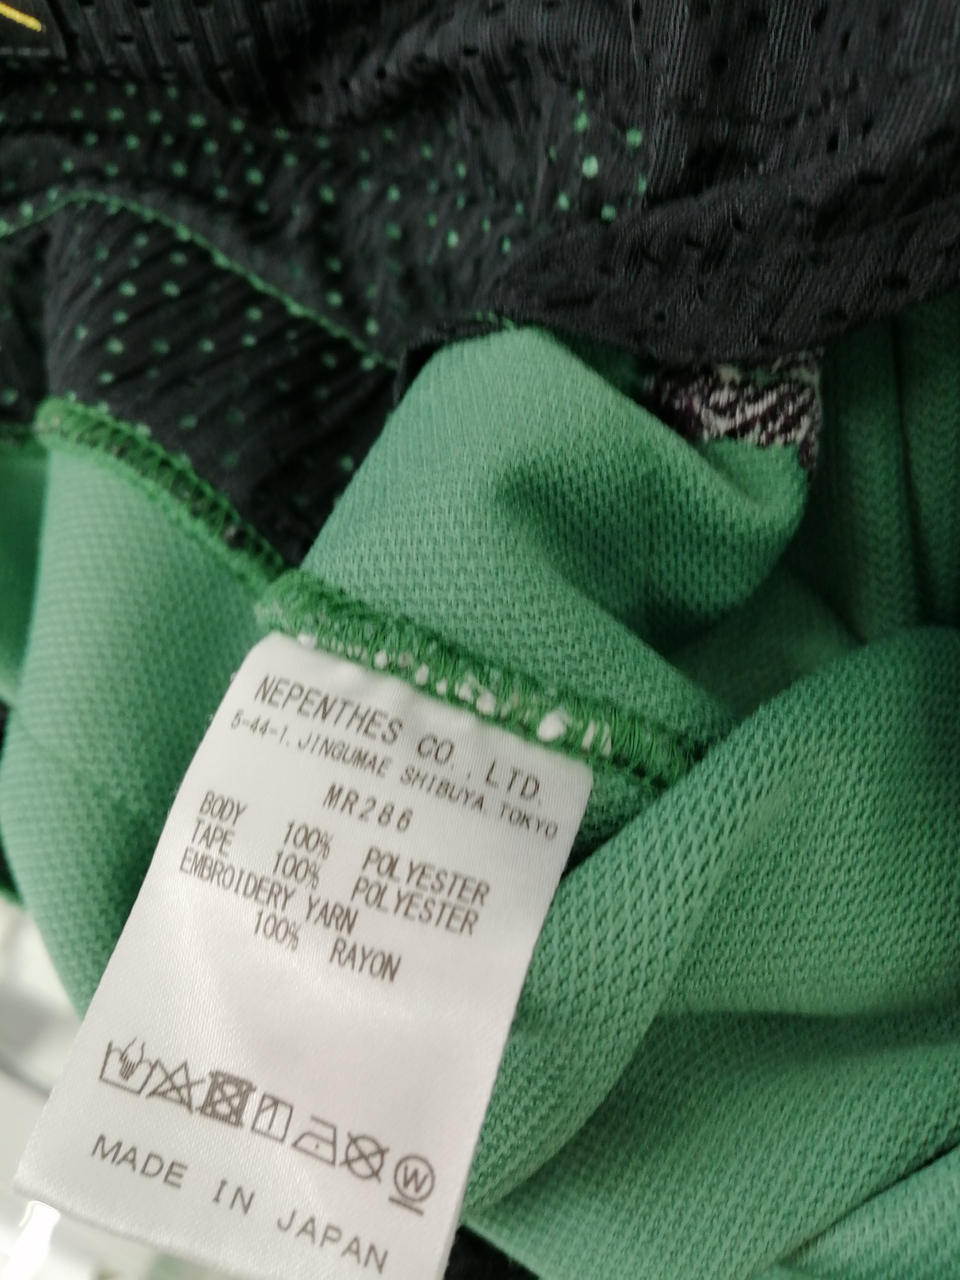 NEPENTHES CO., LTD.
5-44-1, JINGUMAE SHIBUYA, TOKYO
MR286
BODY 100% POLYESTER
TAPE 100% POLYESTER
EMBROIDERY YARN
100% RAYON
W
MADE IN JAPAN